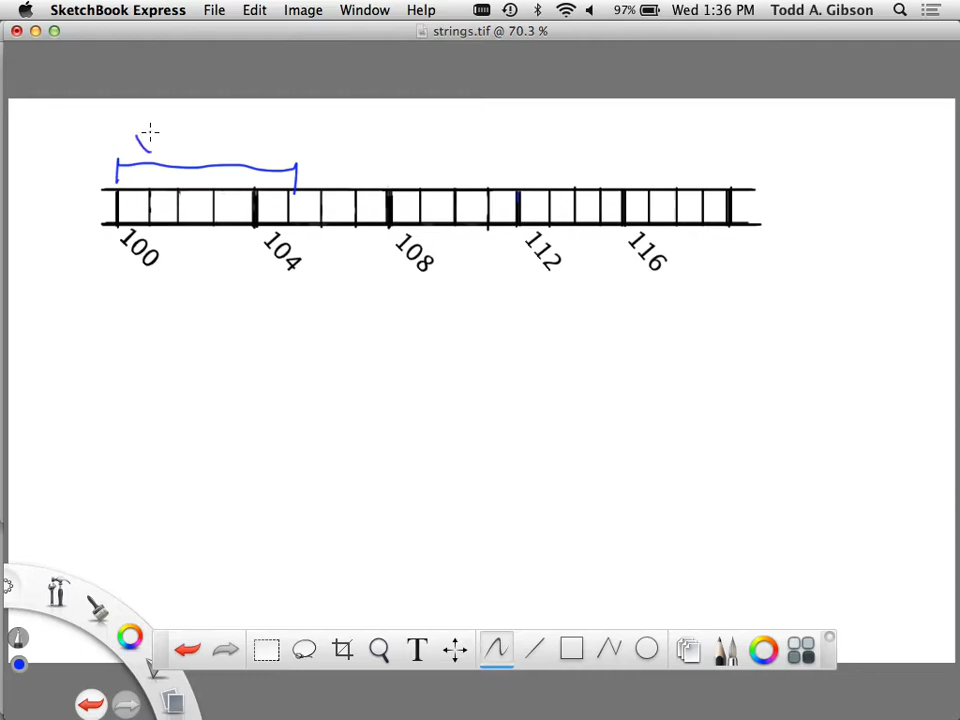 SketchBook Express File Edit Image Window Help 97% Wed 1:36 PM Todd A. Gibson
strings.tif @ 70.3 %
100 104 108 112 116
T